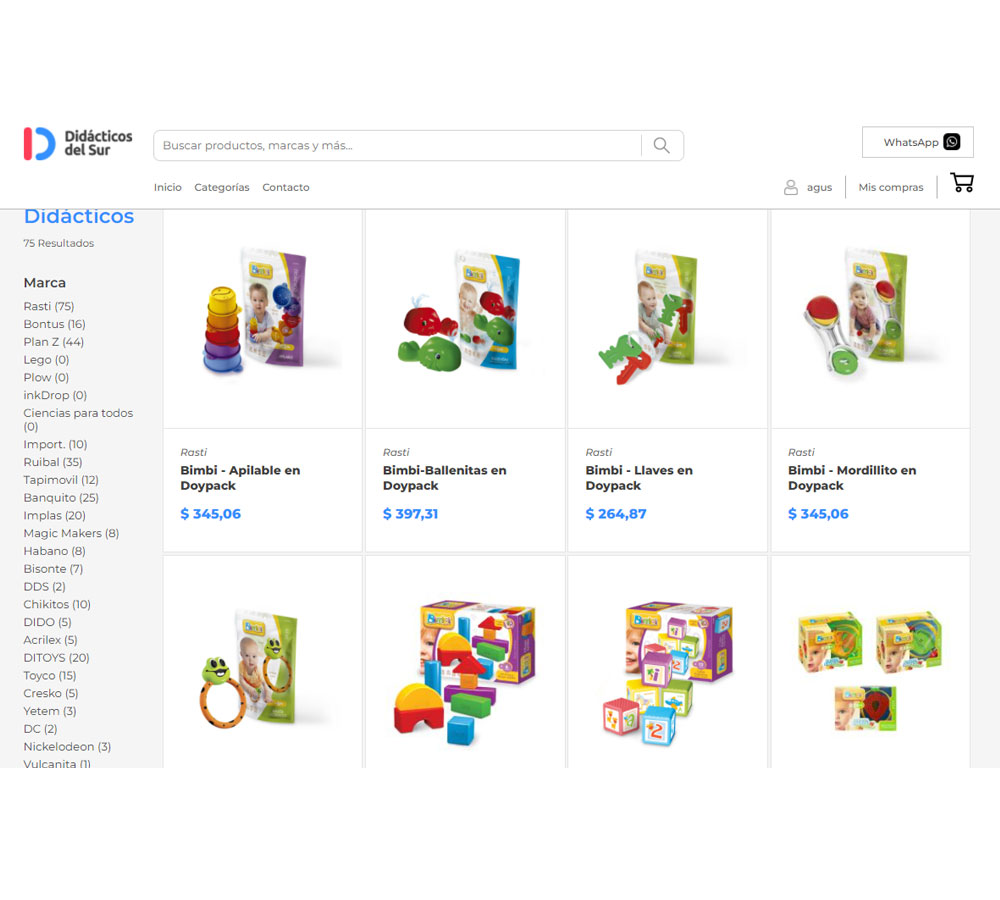 Didácticos
del Sur
Buscar productos, marcas y más...
WhatsApp
Inicio
Categorías
Contacto
agus
Mis compras
Didácticos
75 Resultados
Marca
Rasti (75)
Bontus (16)
Plan Z (44)
Lego (0)
Plow (0)
inkDrop (0)
Ciencias para todos
(0)
Import. (10)
Ruibal (35)
Tapimovil (12)
Banquito (25)
Implas (20)
Magic Makers (8)
Habano (8)
Bisonte (7)
DDS (2)
Chikitos (10)
DIDO (5)
Acrilex (5)
DITOYS (20)
Toyco (15)
Cresko (5)
Yetem (3)
DC (2)
Nickelodeon (3)
Vulcanita (1)
Rasti
Bimbi - Apilable en
Doypack
$ 345,06
Rasti
Bimbi-Ballenitas en
Doypack
$ 397,31
Rasti
Bimbi - Llaves en
Doypack
$ 264,87
Rasti
Bimbi - Mordillito en
Doypack
$ 345,06